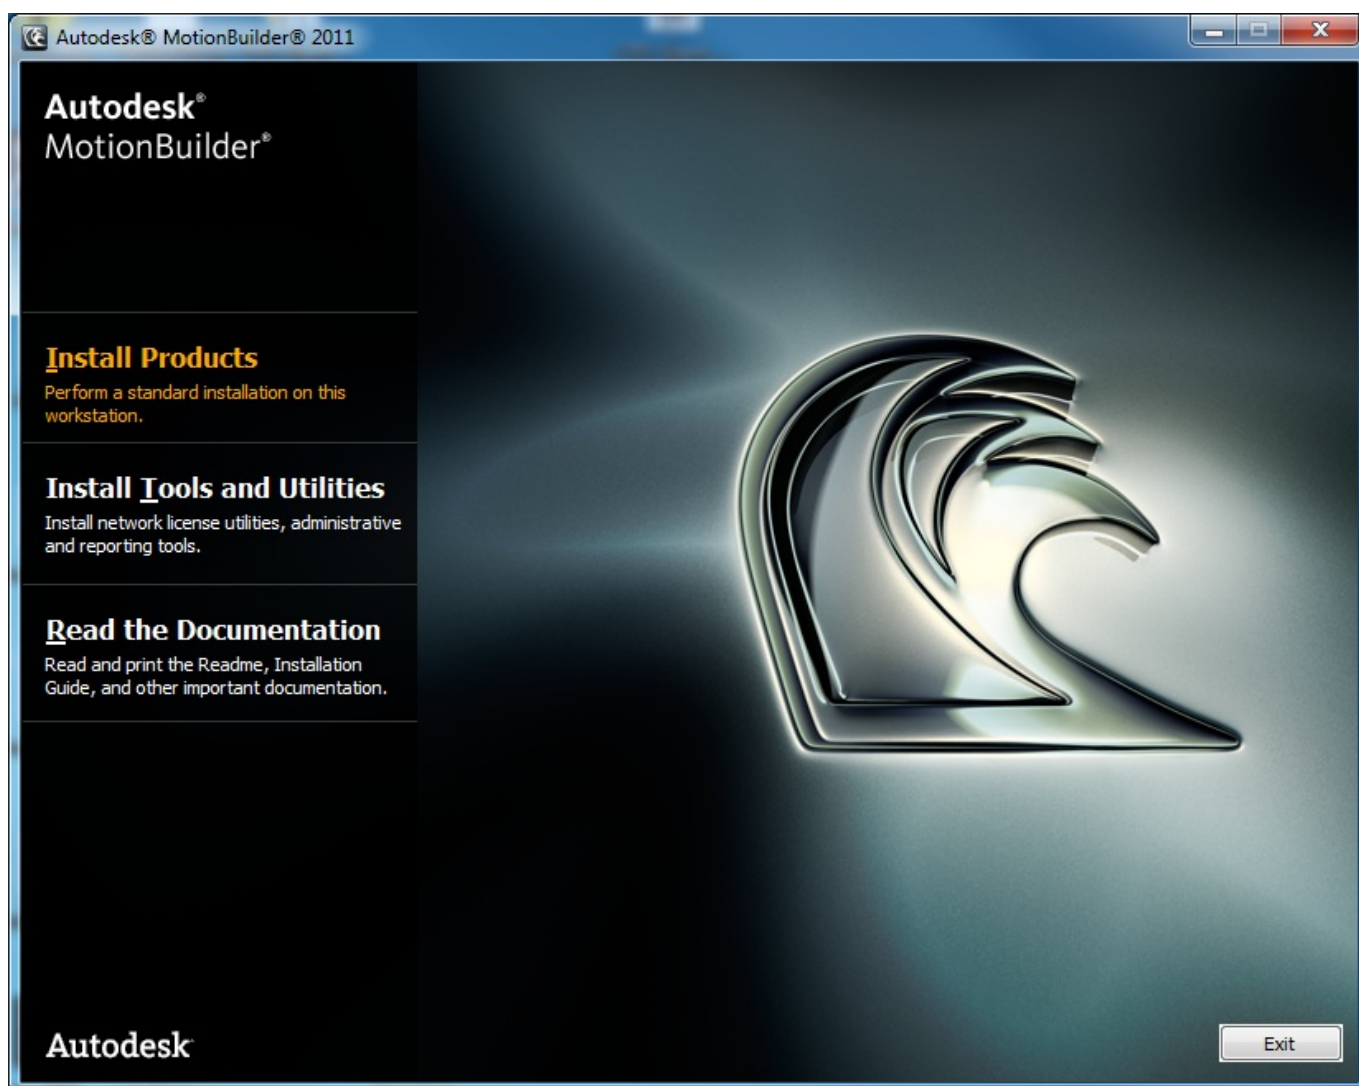 Autodesk® MotionBuilder® 2011
Autodesk®
MotionBuilder®
Install Products
Perform a standard installation on this
workstation.
Install Tools and Utilities
Install network license utilities, administrative
and reporting tools.
Read the Documentation
Read and print the Readme, Installation
Guide, and other important documentation.
Autodesk
Exit